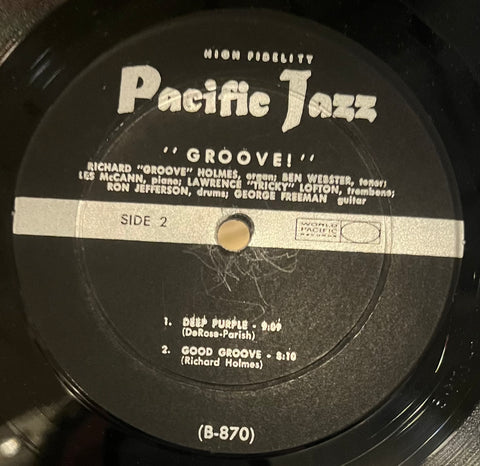 HIGH FIDELITY
Pacific Jazz
"GROOVE!"
RICHARD "GROOVE" HOLMES, organ; BEN WEBSTER, tenor;
LES McCANN, piano; LAWRENCE "TRICKY" LOFTON, trombone;
RON JEFFERSON, drums; GEORGE FREEMAN guitar
SIDE 2
WORLD
PACIFIC
RECORDS
1. DEEP PURPLE - 9:09
(DeRose-Parish)
2. GOOD GROOVE - 8:10
(Richard Holmes)
(B-870)